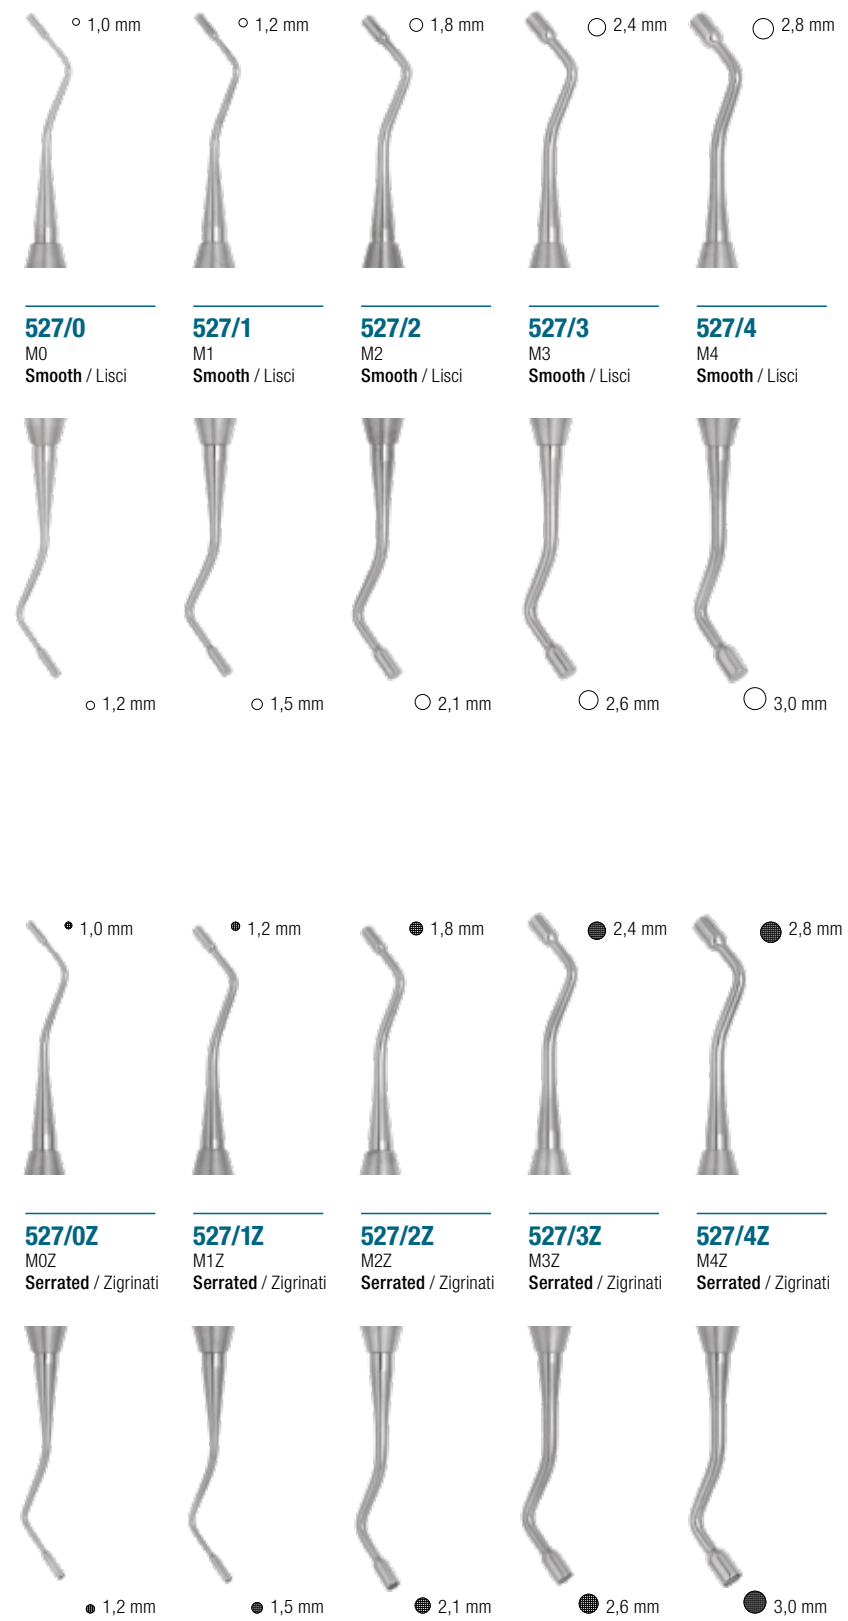 1,0 mm
1,2 mm
1,8 mm
2,4 mm
2,8 mm
527/0
M0
Smooth / Lisci
527/1
M1
Smooth / Lisci
527/2
M2
Smooth / Lisci
527/3
M3
Smooth / Lisci
527/4
M4
Smooth / Lisci
1,2 mm
1,5 mm
2,1 mm
2,6 mm
3,0 mm
1,0 mm
1,2 mm
1,8 mm
2,4 mm
2,8 mm
527/0Z
M0Z
Serrated / Zigrinati
527/1Z
M1Z
Serrated / Zigrinati
527/2Z
M2Z
Serrated / Zigrinati
527/3Z
M3Z
Serrated / Zigrinati
527/4Z
M4Z
Serrated / Zigrinati
1,2 mm
1,5 mm
2,1 mm
2,6 mm
3,0 mm